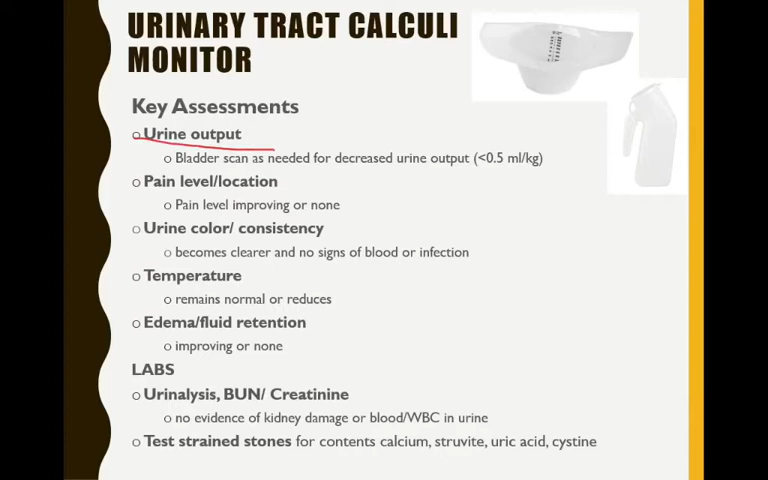 URINARY TRACT CALCULI
MONITOR
Key Assessments
o Urine output
o Bladder scan as needed for decreased urine output (<0.5 ml/kg)
o Pain level/location
o Pain level improving or none
o Urine color/ consistency
o becomes clearer and no signs of blood or infection
o Temperature
o remains normal or reduces
o Edema/fluid retention
o improving or none
LABS
o Urinalysis, BUN/ Creatinine
o no evidence of kidney damage or blood/WBC in urine
o Test strained stones for contents calcium, struvite, uric acid, cystine